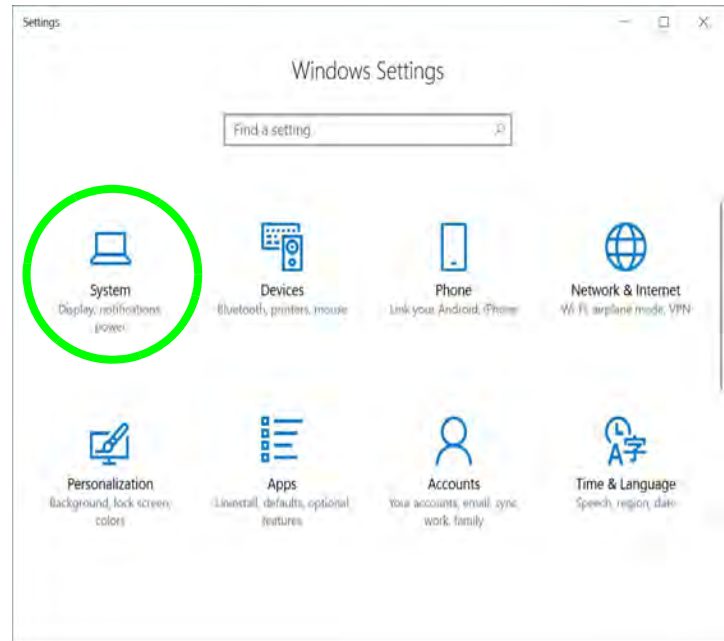 Settings
Windows Settings
Find a setting
System
Display, notifications,
power
Devices
Bluetooth, printers, mouse
Phone
Link your Android, iPhone
Network & Internet
Wi-Fi, airplane mode, VPN
Personalization
Background, lock screen,
colors
Apps
Uninstall, defaults, optional
features
Accounts
Your accounts, email, sync,
work, family
Time & Language
Speech, region, date